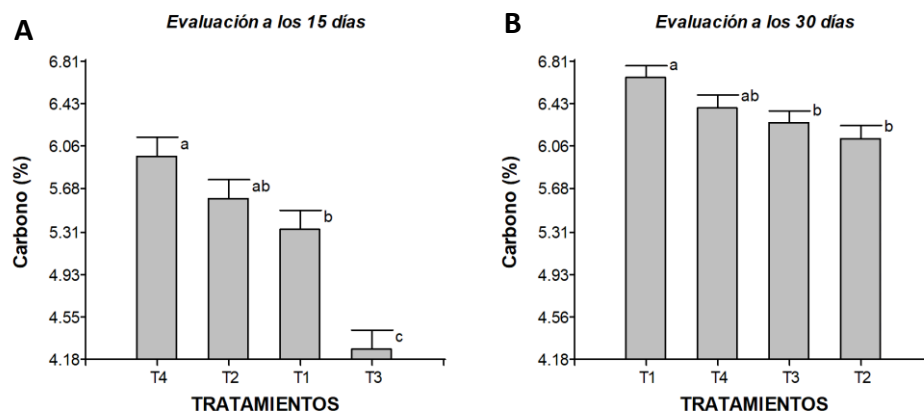 A
Evaluación a los 15 días
Carbono (%)
6.81
6.43
6.06
5.68
5.31
4.93
4.55
4.18
a
ab
b
c
T4 T2 T1 T3
TRATAMIENTOS
B
Evaluación a los 30 días
Carbono (%)
6.81
6.43
6.06
5.68
5.31
4.93
4.56
4.18
a
ab
b
b
T1 T4 T3 T2
TRATAMIENTOS